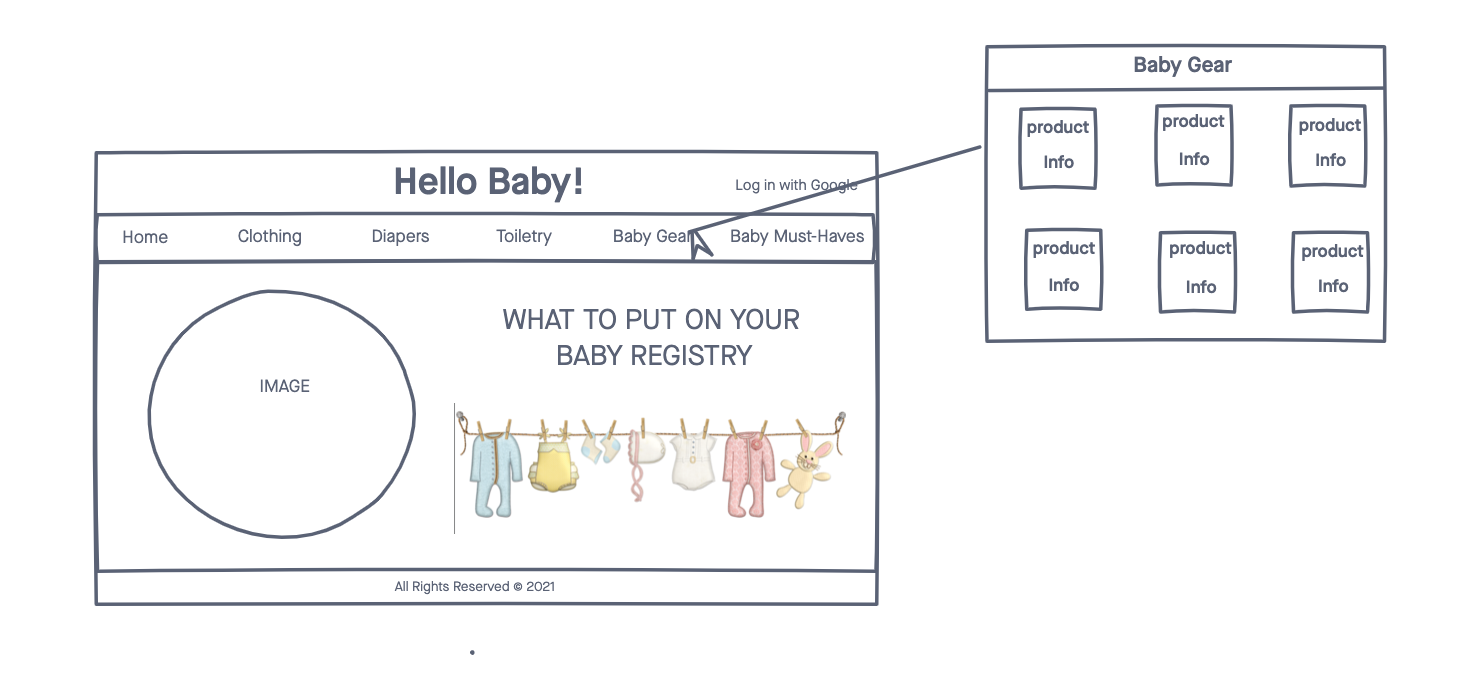 Hello Baby!
Log in with Google
Home Clothing Diapers Toiletry Baby Gear Baby Must-Haves
IMAGE
WHAT TO PUT ON YOUR
BABY REGISTRY
All Rights Reserved © 2021
Baby Gear
product product product
Info Info Info
product product product
Info Info Info